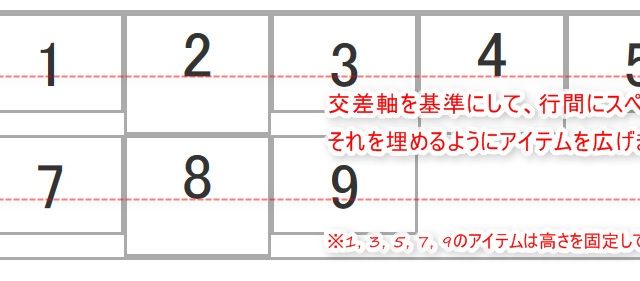 1 2 3 4 5
交差軸を基準にして、行間にスペ
それを埋めるようにアイテムを広げ
7 8 9
※1, 3, 5, 7, 9のアイテムは高さを固定して